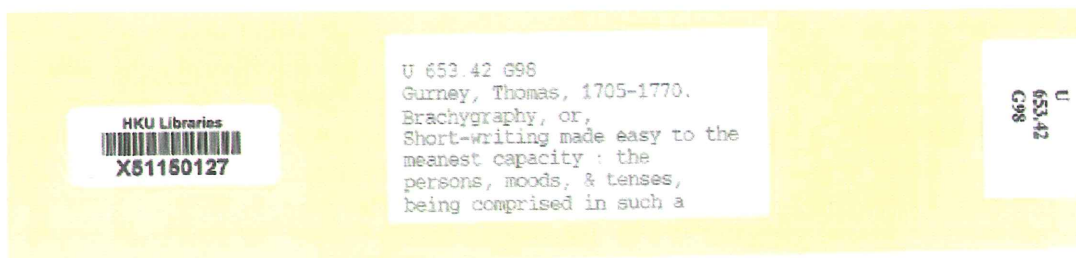 HKU Libraries
X51150127
U 653.42 G98
Gurney, Thomas, 1705-1770.
Brachygraphy, or,
Short-writing made easy to the
meanest capacity : the
persons, moods, & tenses,
being comprised in such a
U
653.42
G98